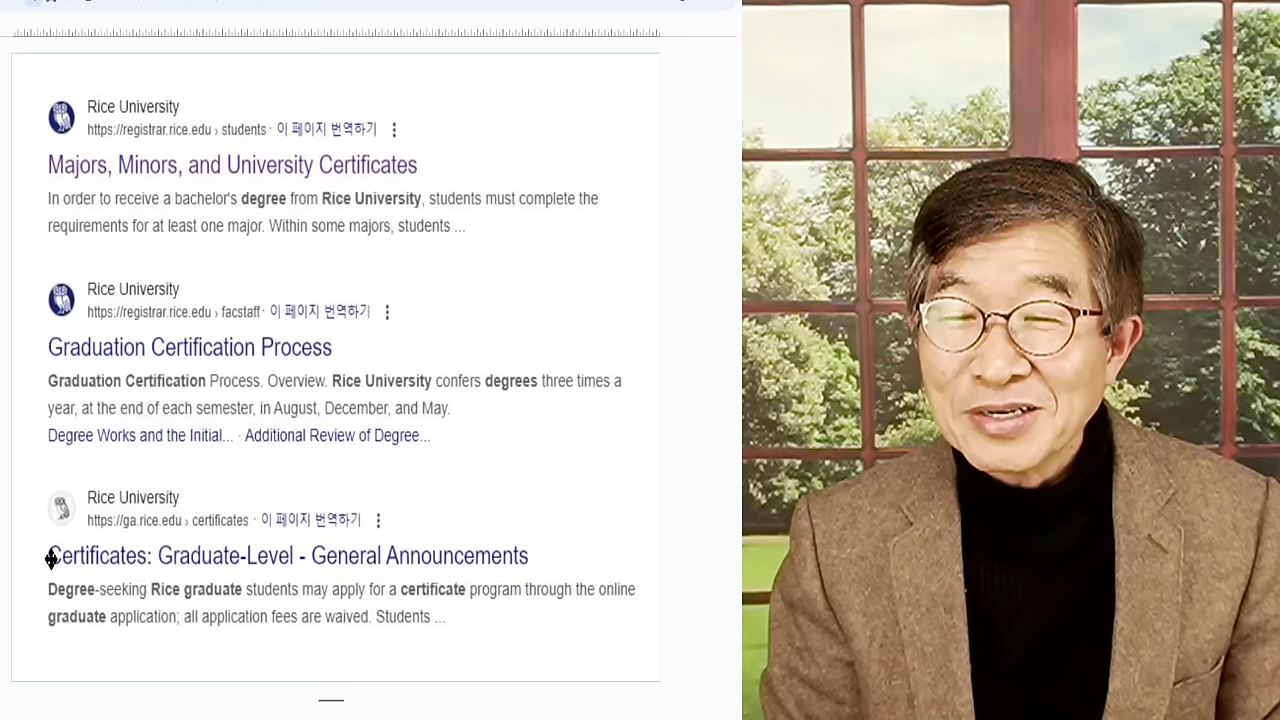 Rice University
https://registrar.rice.edu › students · 이 페이지 번역하기
Majors, Minors, and University Certificates
In order to receive a bachelor's degree from Rice University, students must complete the
requirements for at least one major. Within some majors, students ...
Rice University
https://registrar.rice.edu › facstaff · 이 페이지 번역하기
Graduation Certification Process
Graduation Certification Process. Overview. Rice University confers degrees three times a
year, at the end of each semester, in August, December, and May.
Degree Works and the Initial... · Additional Review of Degree...
Rice University
https://ga.rice.edu › certificates · 이 페이지 번역하기
Certificates: Graduate-Level - General Announcements
Degree-seeking Rice graduate students may apply for a certificate program through the online
graduate application; all application fees are waived. Students ...